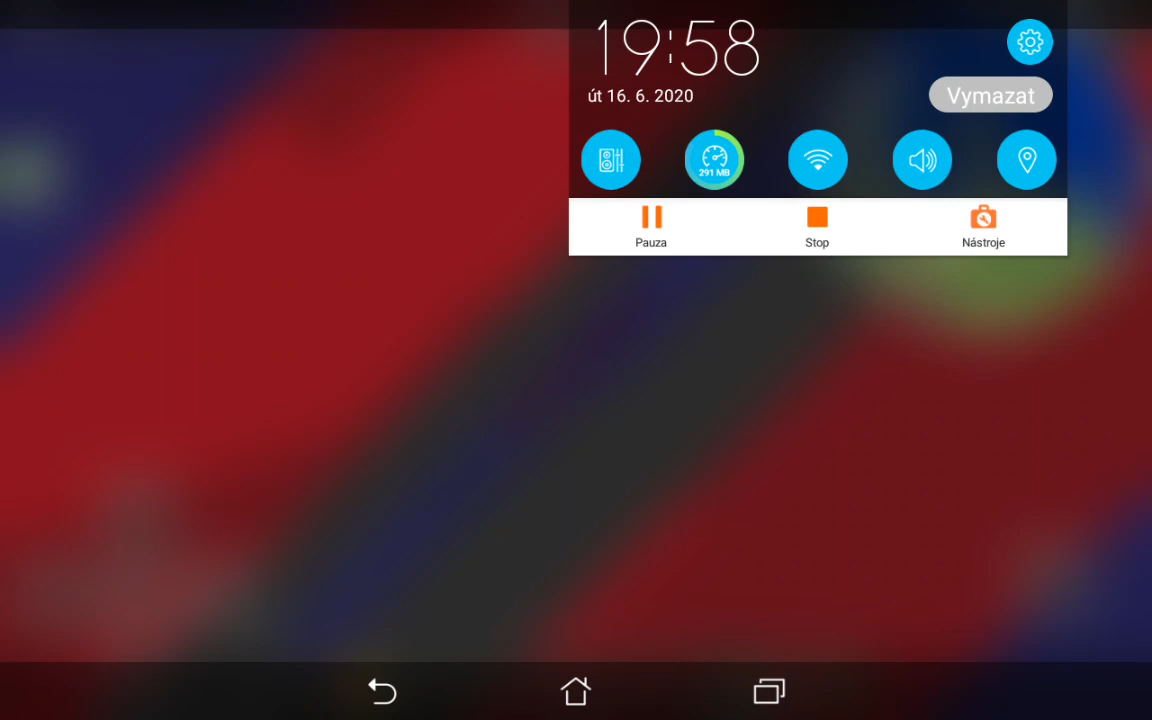 19:58
út 16. 6. 2020
Vymazat
291 MB
Pauza
Stop
Nástroje